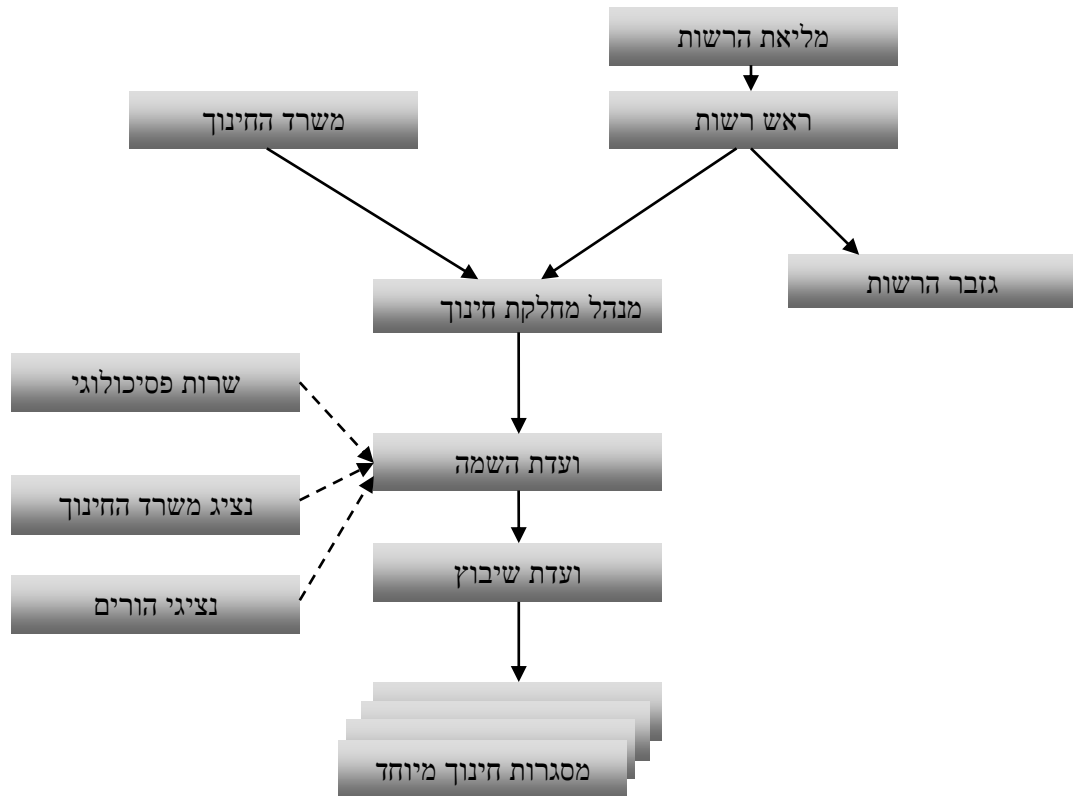 מליאת הרשות
ראש רשות
משרד החינוך
גזבר הרשות
מנהל מחלקת חינוך
שרות פסיכולוגי
ועדת השמה
נציג משרד החינוך
ועדת שיבוץ
נציגי הורים
מסגרות חינוך מיוחד